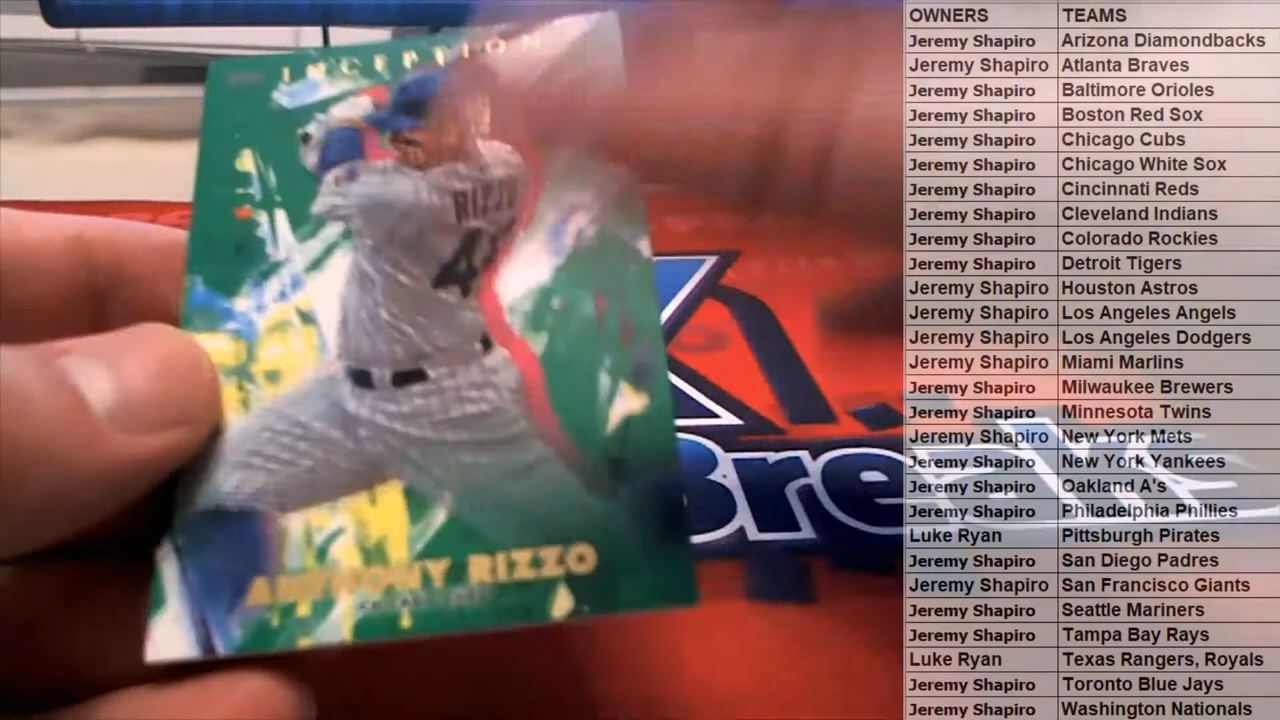 INCEPTION
RIZZO
ANTHONY RIZZO
Breaks
OWNERS TEAMS
Jeremy Shapiro Arizona Diamondbacks
Jeremy Shapiro Atlanta Braves
Jeremy Shapiro Baltimore Orioles
Jeremy Shapiro Boston Red Sox
Jeremy Shapiro Chicago Cubs
Jeremy Shapiro Chicago White Sox
Jeremy Shapiro Cincinnati Reds
Jeremy Shapiro Cleveland Indians
Jeremy Shapiro Colorado Rockies
Jeremy Shapiro Detroit Tigers
Jeremy Shapiro Houston Astros
Jeremy Shapiro Los Angeles Angels
Jeremy Shapiro Los Angeles Dodgers
Jeremy Shapiro Miami Marlins
Jeremy Shapiro Milwaukee Brewers
Jeremy Shapiro Minnesota Twins
Jeremy Shapiro New York Mets
Jeremy Shapiro New York Yankees
Jeremy Shapiro Oakland A's
Jeremy Shapiro Philadelphia Phillies
Luke Ryan Pittsburgh Pirates
Jeremy Shapiro San Diego Padres
Jeremy Shapiro San Francisco Giants
Jeremy Shapiro Seattle Mariners
Jeremy Shapiro Tampa Bay Rays
Luke Ryan Texas Rangers, Royals
Jeremy Shapiro Toronto Blue Jays
Jeremy Shapiro Washington Nationals